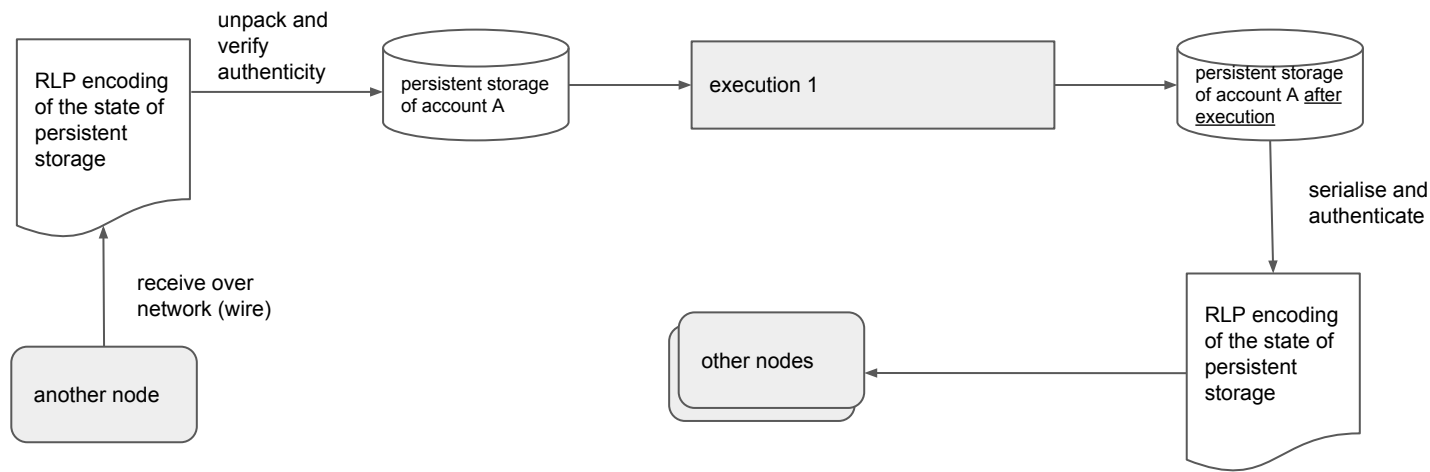 unpack and
verify
authenticity
RLP encoding
of the state of
persistent
storage
persistent storage
of account A
execution 1
persistent storage
of account A after
execution
serialise and
authenticate
receive over
network (wire)
another node
other nodes
RLP encoding
of the state of
persistent
storage